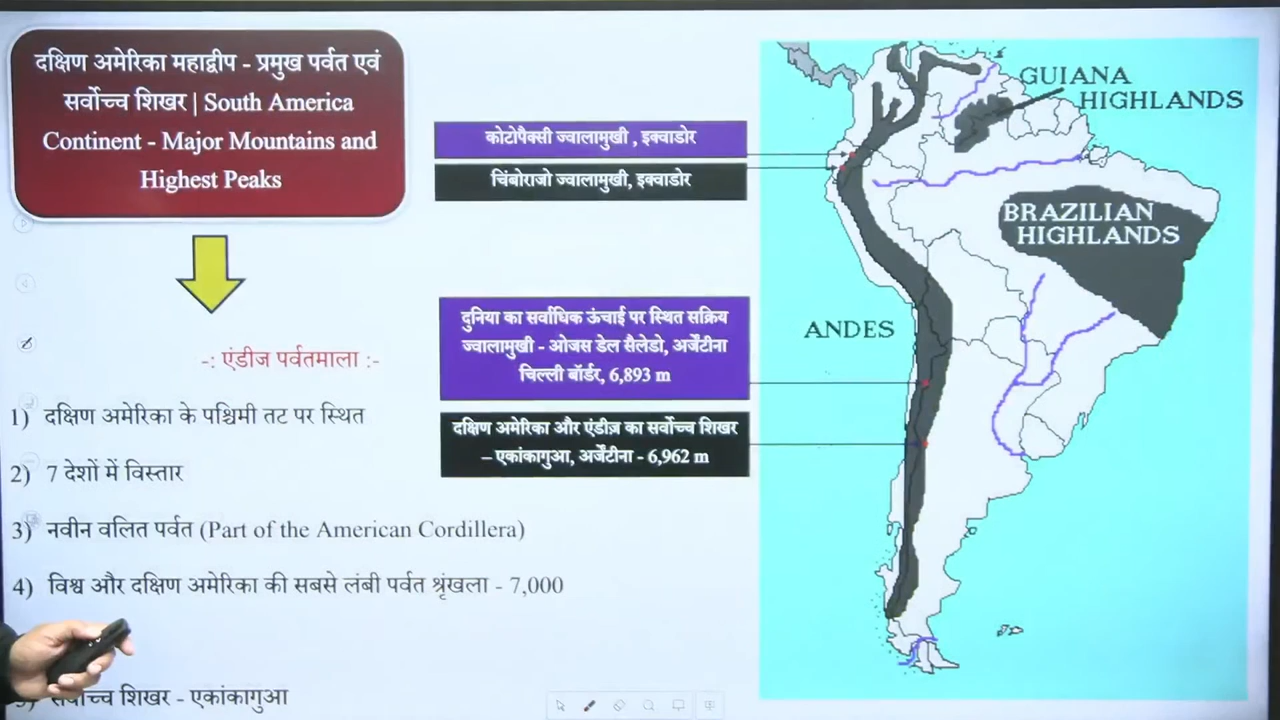 दक्षिण अमेरिका महाद्वीप - प्रमुख पर्वत एवं
सर्वोच्च शिखर | South America
Continent - Major Mountains and
Highest Peaks
-: एंडीज पर्वतमाला :-
1) दक्षिण अमेरिका के पश्चिमी तट पर स्थित
2) 7 देशों में विस्तार
3) नवीन वलित पर्वत (Part of the American Cordillera)
4) विश्व और दक्षिण अमेरिका की सबसे लंबी पर्वत श्रृंखला - 7,000
5) सर्वोच्च शिखर - एकांकागुआ
कोटोपैक्सी ज्वालामुखी , इक्वाडोर
चिंबोराजो ज्वालामुखी, इक्वाडोर
दुनिया का सर्वाधिक ऊंचाई पर स्थित सक्रिय
ज्वालामुखी - ओजस डेल सैलेडो, अर्जेंटीना
चिल्ली बॉर्डर, 6,893 m
दक्षिण अमेरिका और एंडीज़ का सर्वोच्च शिखर
– एकांकागुआ, अर्जेंटीना - 6,962 m
GUIANA
HIGHLANDS
BRAZILIAN
HIGHLANDS
ANDES